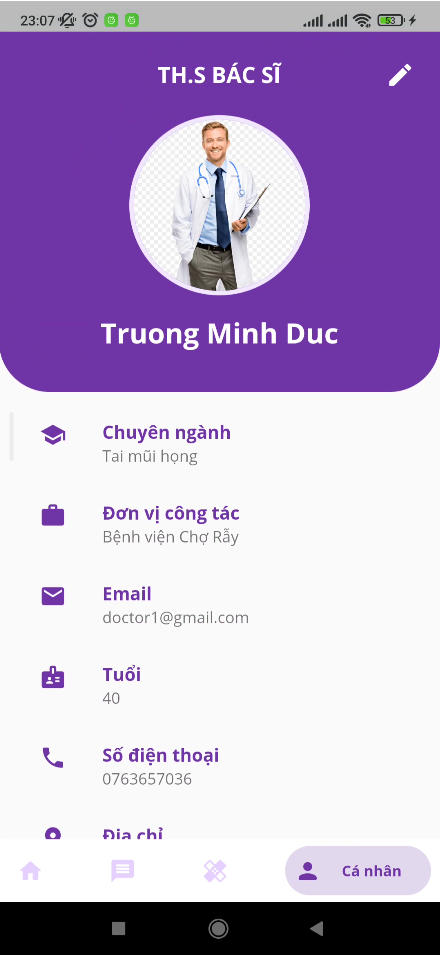 23:07
53
TH.S BÁC SĨ
Truong Minh Duc
Chuyên ngành
Tai mũi họng
Đơn vị công tác
Bệnh viện Chợ Rẫy
Email
doctor1@gmail.com
Tuổi
40
Số điện thoại
0763657036
Địa chỉ
Cá nhân